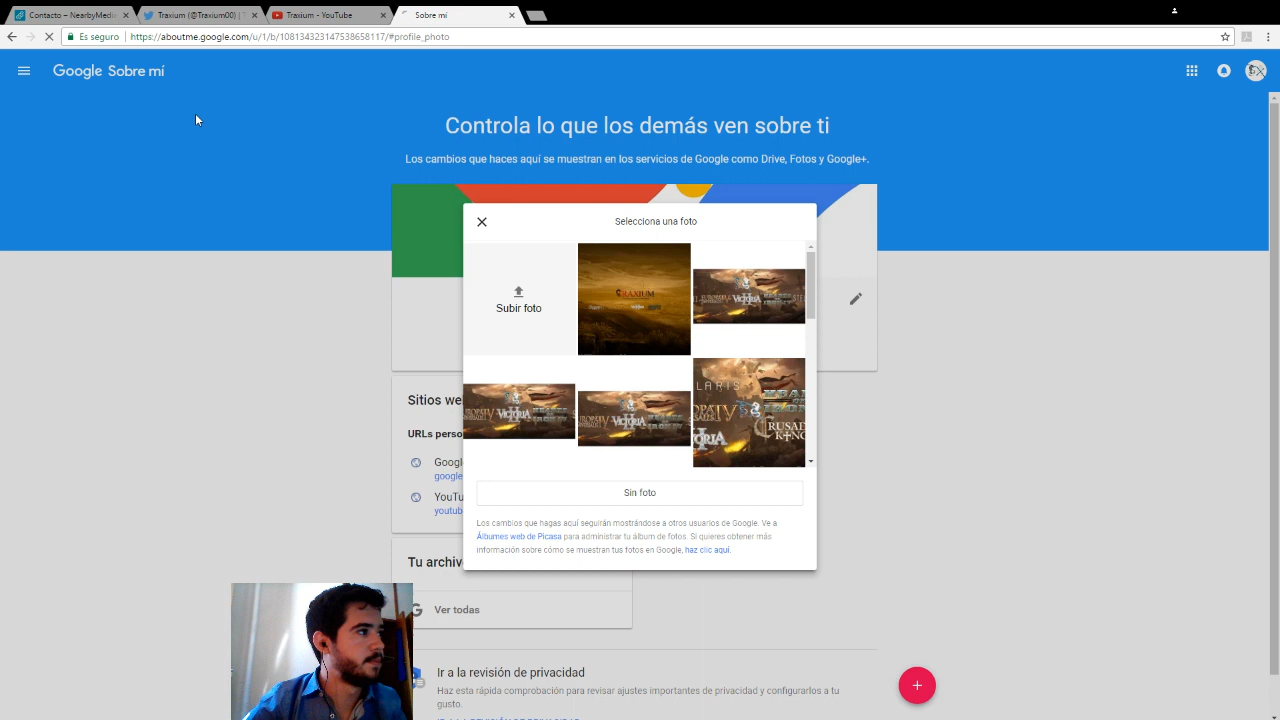 Contacto – NearbyMedi
Traxium (@Traxium00) | T
Traxium - YouTube
Sobre mí
Es seguro
https://aboutme.google.com/u/1/b/108134323147538658117/#profile_photo
Google Sobre mí
Controla lo que los demás ven sobre ti
Los cambios que haces aquí se muestran en los servicios de Google como Drive, Fotos y Google+.
Selecciona una foto
Subir foto
TRAXIUM
VICTORIA
VICTORIA
VICTORIA
Sin foto
Los cambios que hagas aquí seguirán mostrándose a otros usuarios de Google. Ve a
Álbumes web de Picasa para administrar tu álbum de fotos. Si quieres obtener más
información sobre cómo se muestran tus fotos en Google, haz clic aquí.
Sitios we
URLs perso
Googl
google
YouTu
youtub
Tu archiv
Ver todas
Ir a la revisión de privacidad
Haz esta rápida comprobación para revisar ajustes importantes de privacidad y configurarlos a tu
gusto.